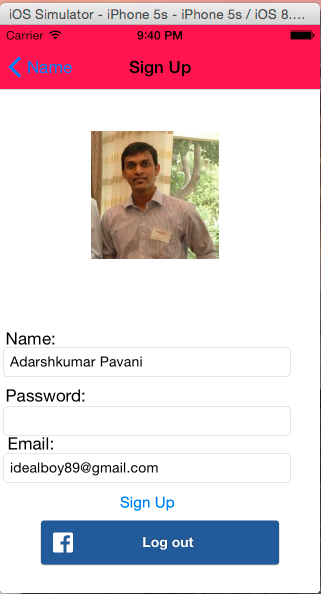 iOS Simulator - iPhone 5s - iPhone 5s / iOS 8....
Carrier 9:40 PM
Name Sign Up
Name:
Adarshkumar Pavani
Password:
Email:
idealboy89@gmail.com
Sign Up
Log out